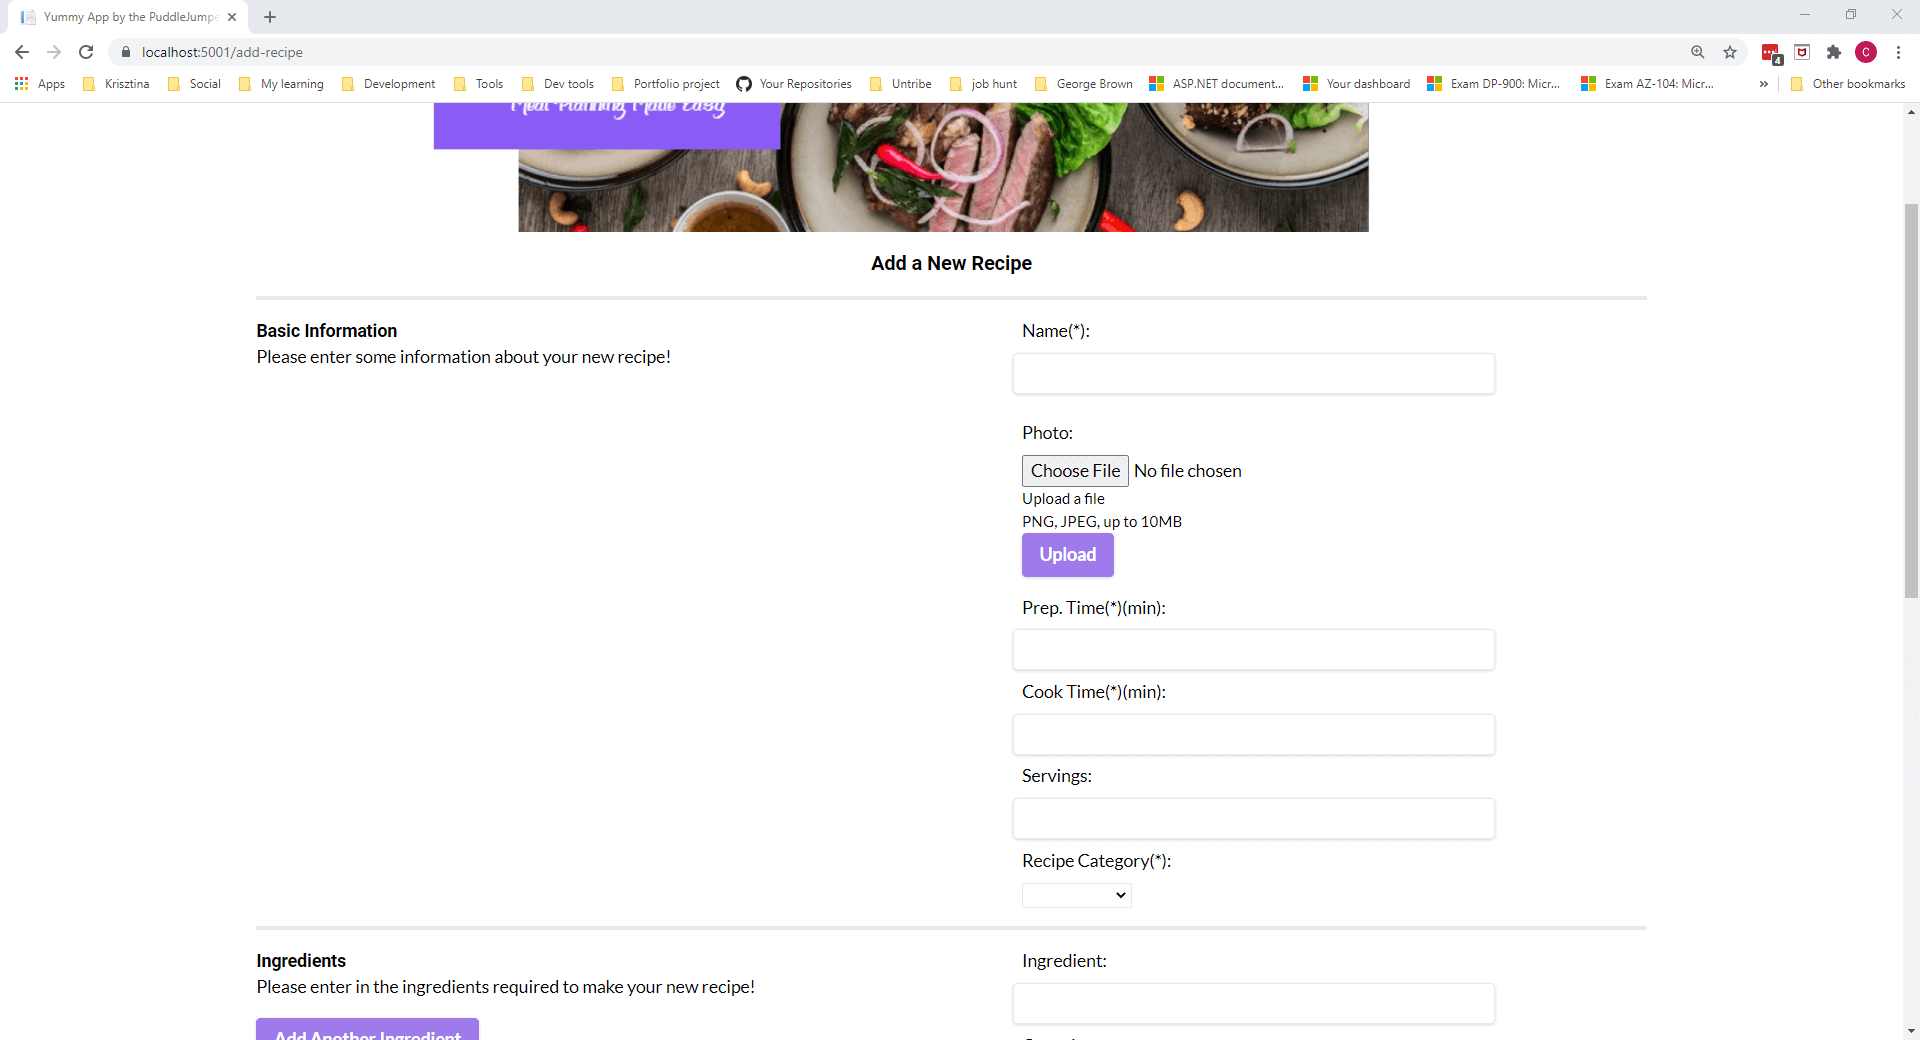 Yummy App by the PuddleJump
localhost:5001/add-recipe
4
C
Apps Krisztina Social My learning Development Tools Dev tools Portfolio project Your Repositories Untribe job hunt George Brown ASP.NET document... Your dashboard Exam DP-900: Micr... Exam AZ-104: Micr... » Other bookmarks
Meal Planning Made Easy
Add a New Recipe
Basic Information
Please enter some information about your new recipe!
Name(*):
Photo:
Choose File No file chosen
Upload a file
PNG, JPEG, up to 10MB
Upload
Prep. Time(*)(min):
Cook Time(*)(min):
Servings:
Recipe Category(*):
Ingredients
Please enter in the ingredients required to make your new recipe!
Add Another Ingredient
Ingredient: